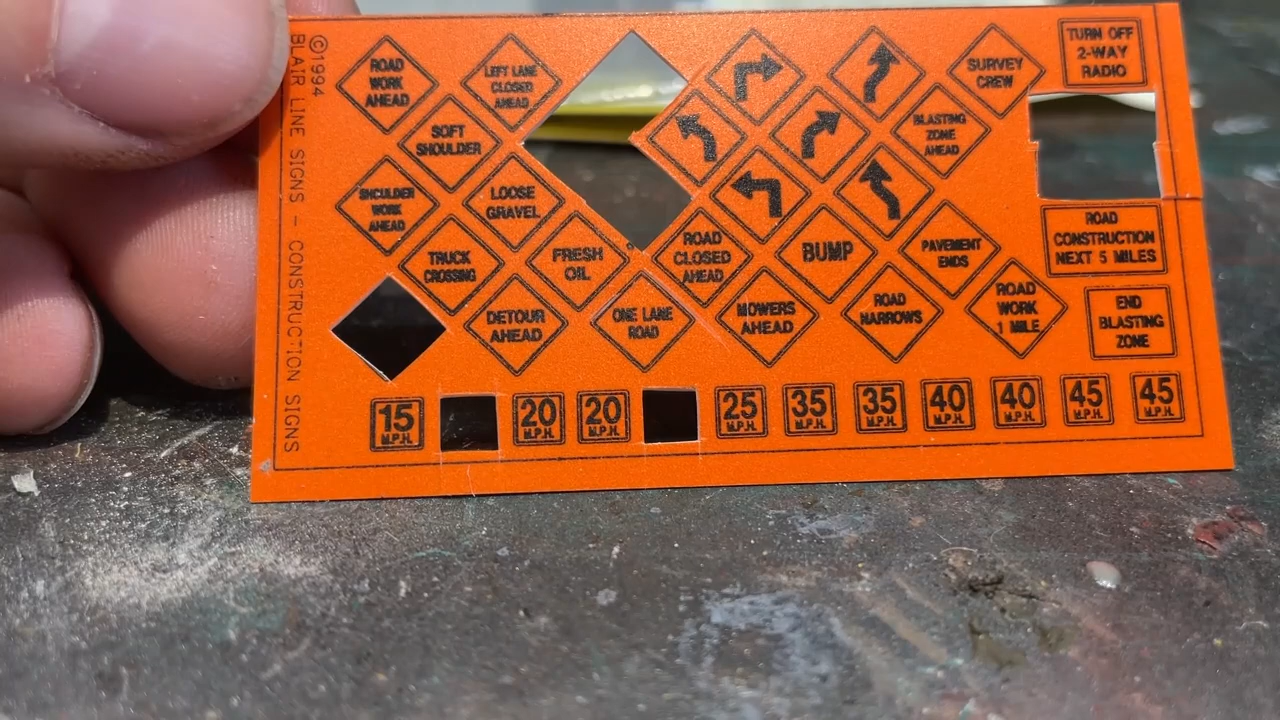 ©1994
BLAIR LINE SIGNS - CONSTRUCTION SIGNS
ROAD
WORK
AHEAD
LEFT LANE
CLOSED
AHEAD
SURVEY
CREW
TURN OFF
2-WAY
RADIO
SOFT
SHOULDER
BLASTING
ZONE
AHEAD
SHOULDER
WORK
AHEAD
LOOSE
GRAVEL
TRUCK
CROSSING
FRESH
OIL
ROAD
CLOSED
AHEAD
BUMP
PAVEMENT
ENDS
ROAD
CONSTRUCTION
NEXT 5 MILES
DETOUR
AHEAD
ONE LANE
ROAD
MOWERS
AHEAD
ROAD
NARROWS
ROAD
WORK
1 MILE
END
BLASTING
ZONE
15
M.P.H.
20
M.P.H.
20
M.P.H.
25
M.P.H.
35
M.P.H.
35
M.P.H.
40
M.P.H.
40
M.P.H.
45
M.P.H.
45
M.P.H.